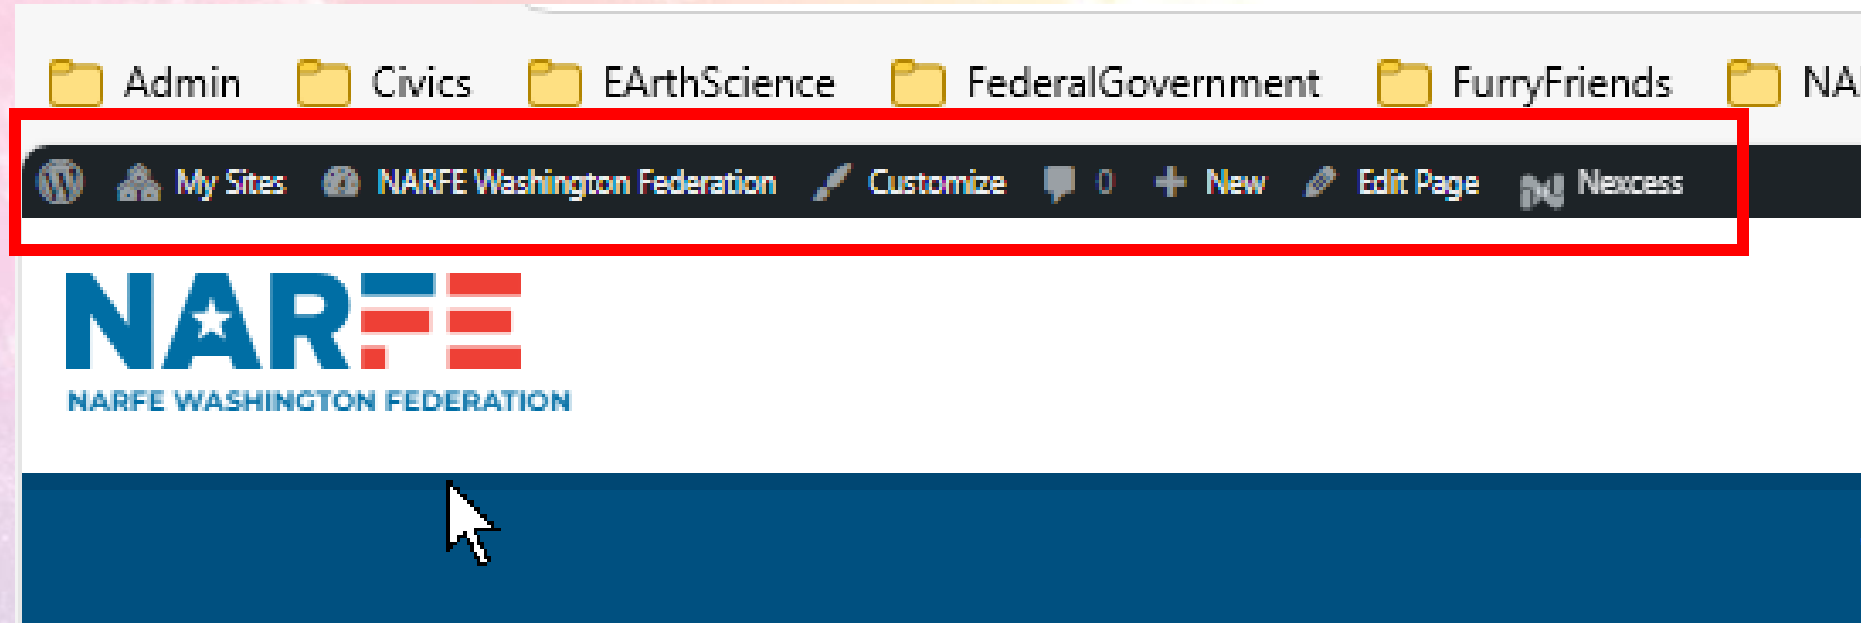 Admin Civics EArthScience FederalGovernment FurryFriends NA
My Sites NARFE Washington Federation Customize 0 New Edit Page Nexcess
NARFE
NARFE WASHINGTON FEDERATION